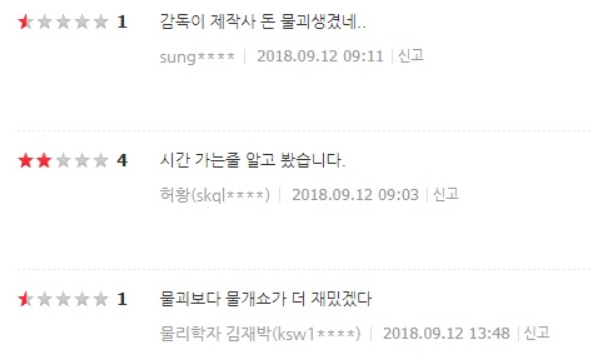 1 감독이 제작사 돈 물괴생겼네..
sung**** | 2018.09.12 09:11 | 신고
4 시간 가는줄 알고 봤습니다.
허황(skql****) | 2018.09.12 09:03 | 신고
1 물괴보다 물개쇼가 더 재밌겠다
물리학자 김재박(ksw1****) | 2018.09.12 13:48 | 신고